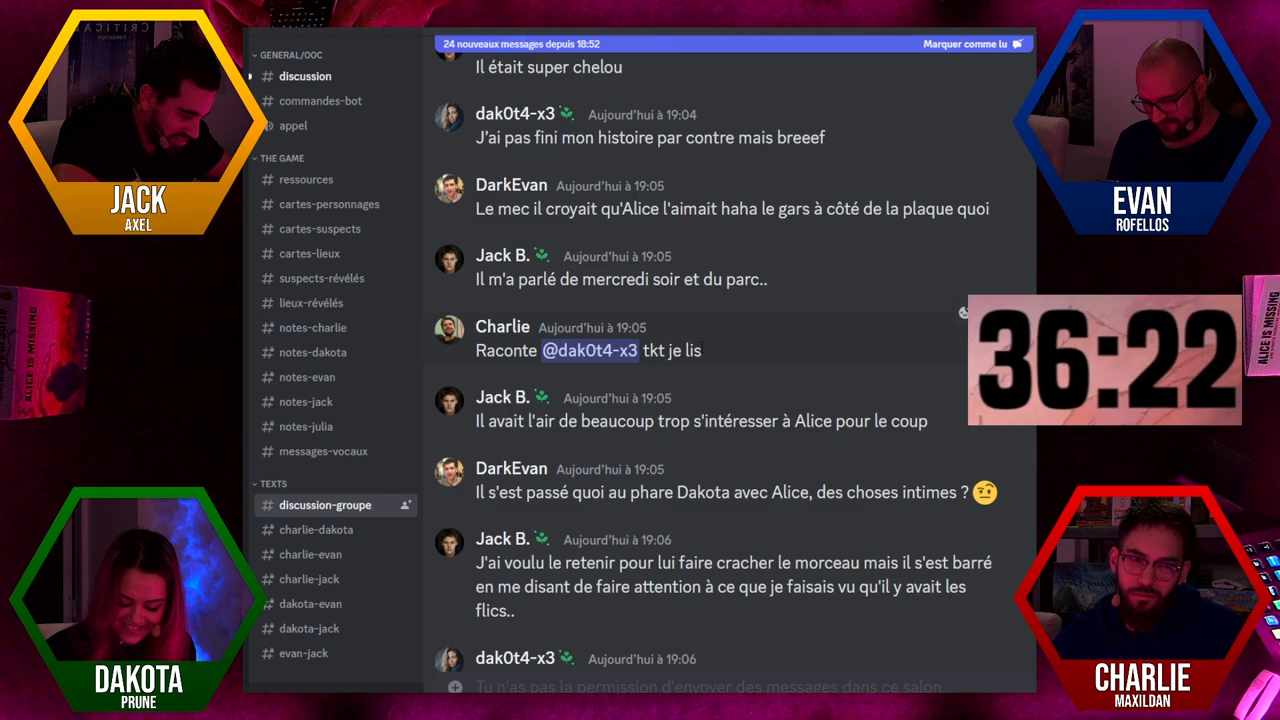 JACK
AXEL
EVAN
ROFELLOS
DAKOTA
PRUNE
CHARLIE
MAXILDAN
36:22
ALICE IS MISSING
ALICE IS MISSING
CRITICAL
GENERAL/OOC
# discussion
# commandes-bot
appel
THE GAME
# ressources
# cartes-personnages
# cartes-suspects
# cartes-lieux
# suspects-révélés
# lieux-révélés
# notes-charlie
# notes-dakota
# notes-evan
# notes-jack
# notes-julia
# messages-vocaux
TEXTS
# discussion-groupe
# charlie-dakota
# charlie-evan
# charlie-jack
# dakota-evan
# dakota-jack
# evan-jack
24 nouveaux messages depuis 18:52 Marquer comme lu
Il était super chelou
dak0t4-x3 Aujourd'hui à 19:04
J'ai pas fini mon histoire par contre mais breeef
DarkEvan Aujourd'hui à 19:05
Le mec il croyait qu'Alice l'aimait haha le gars à côté de la plaque quoi
Jack B. Aujourd'hui à 19:05
Il m'a parlé de mercredi soir et du parc..
Charlie Aujourd'hui à 19:05
Raconte @dak0t4-x3 tkt je lis
Jack B. Aujourd'hui à 19:05
Il avait l'air de beaucoup trop s'intéresser à Alice pour le coup
DarkEvan Aujourd'hui à 19:05
Il s'est passé quoi au phare Dakota avec Alice, des choses intimes ? 🤨
Jack B. Aujourd'hui à 19:06
J'ai voulu le retenir pour lui faire cracher le morceau mais il s'est barré
en me disant de faire attention à ce que je faisais vu qu'il y avait les
flics..
dak0t4-x3 Aujourd'hui à 19:06
Tu n'as pas la permission d'envoyer des messages dans ce salon.